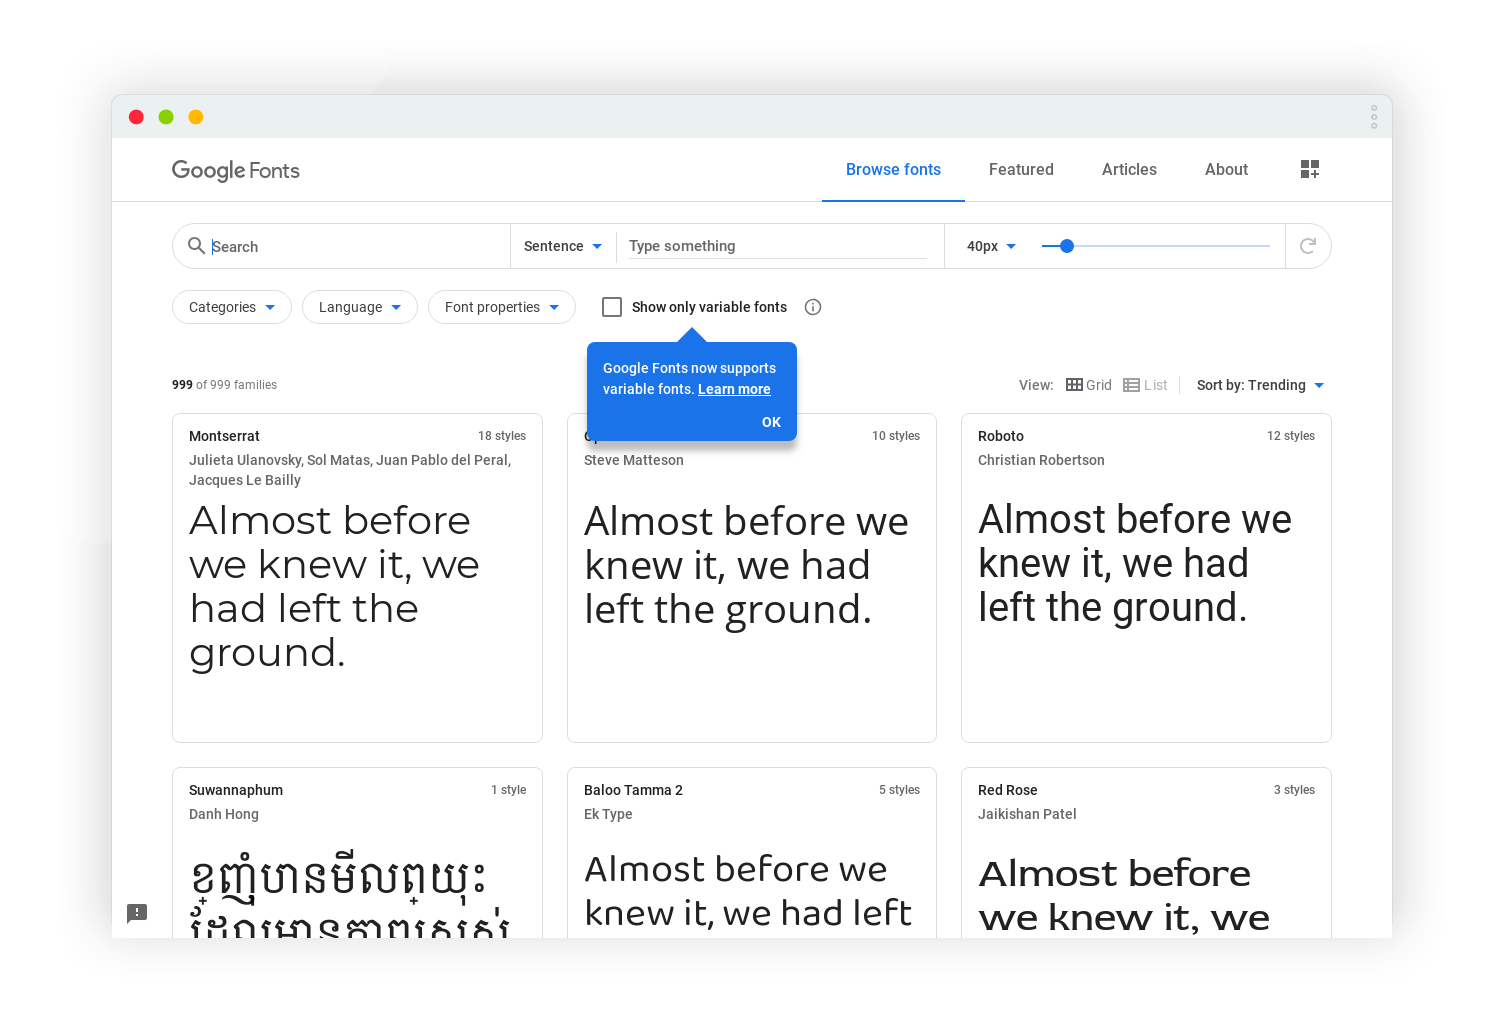 Google Fonts
Browse fonts
Featured
Articles
About
Search
Sentence
Type something
40px
Categories
Language
Font properties
Show only variable fonts
Google Fonts now supports
variable fonts. Learn more
OK
999 of 999 families
View:
Grid
List
Sort by: Trending
Montserrat
18 styles
Julieta Ulanovsky, Sol Matas, Juan Pablo del Peral,
Jacques Le Bailly
Almost before
we knew it, we
had left the
ground.
10 styles
Steve Matteson
Almost before we
knew it, we had
left the ground.
Roboto
12 styles
Christian Robertson
Almost before we
knew it, we had
left the ground.
Suwannaphum
1 style
Danh Hong
ខ្ញុំបានមើលព្យុះ
Baloo Tamma 2
5 styles
Ek Type
Almost before we
knew it, we had left
Red Rose
3 styles
Jaikishan Patel
Almost before
we knew it, we